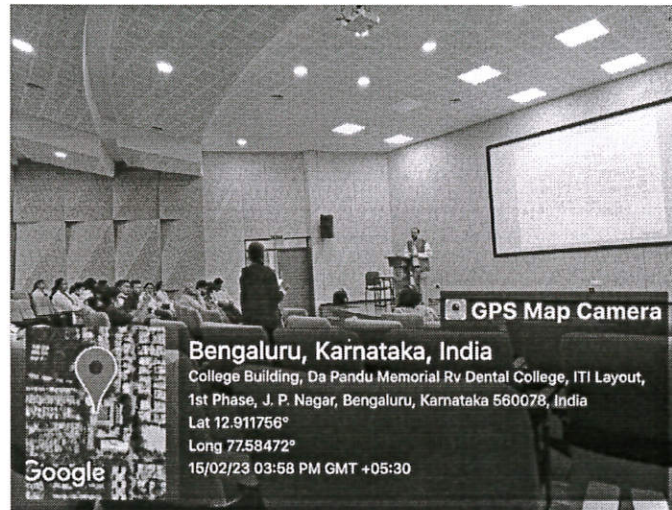 GPS Map Camera
Bengaluru, Karnataka, India
College Building, Da Pandu Memorial Rv Dental College, ITI Layout,
1st Phase, J. P. Nagar, Bengaluru, Karnataka 560078, India
Lat 12.911756°
Long 77.58472°
15/02/23 03:58 PM GMT +05:30
Google